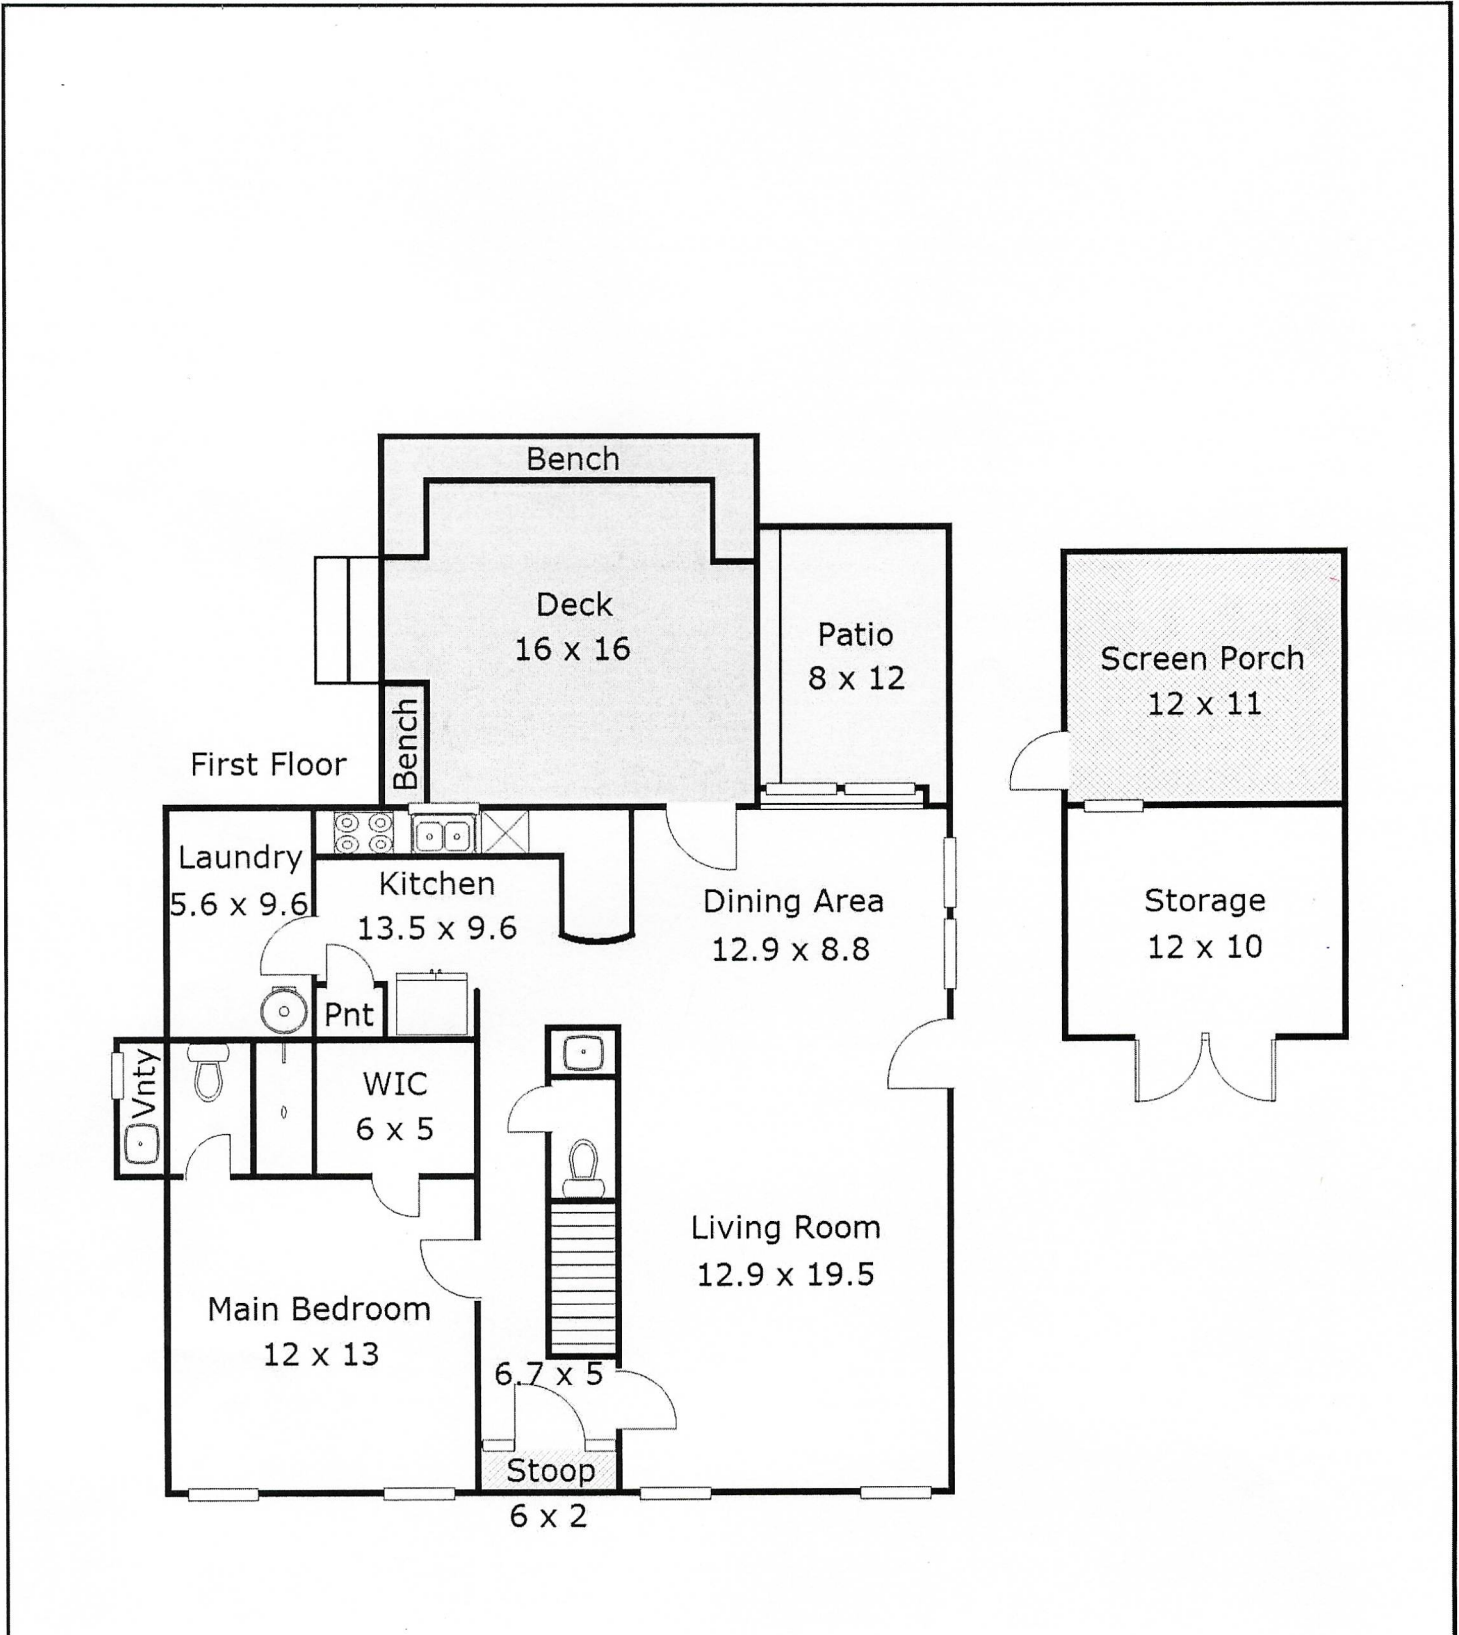 Bench
Deck
16 x 16
Patio
8 x 12
Screen Porch
12 x 11
Bench
First Floor
Laundry
5.6 x 9.6
Kitchen
13.5 x 9.6
Dining Area
12.9 x 8.8
Storage
12 x 10
Pnt
Vnty
WIC
6 x 5
Living Room
12.9 x 19.5
Main Bedroom
12 x 13
6.7 x 5
Stoop
6 x 2